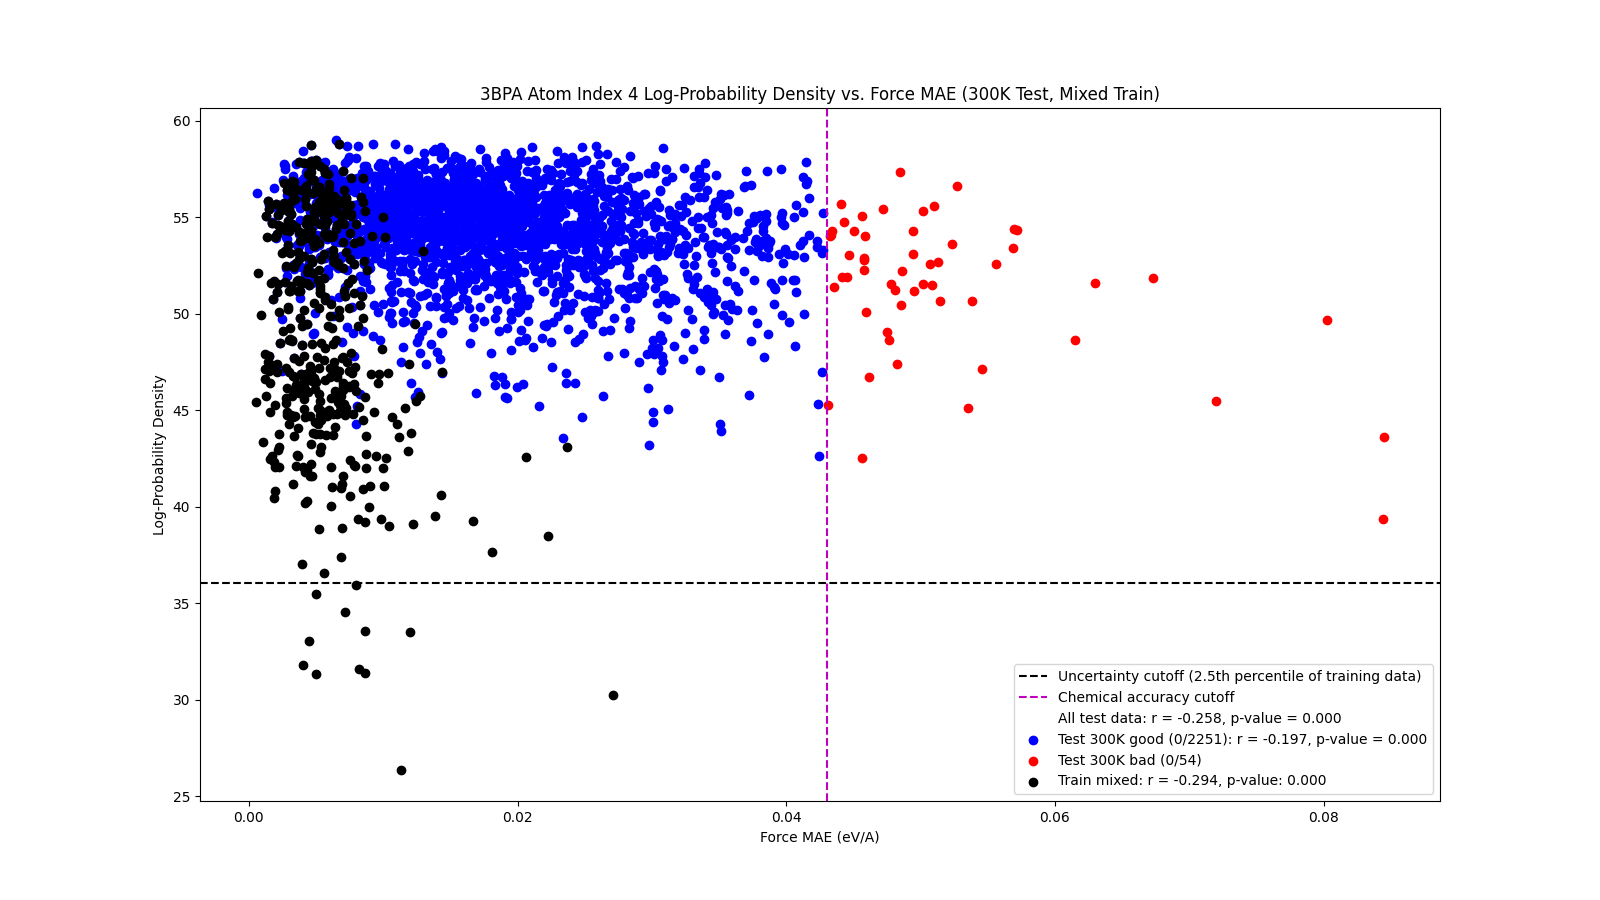 3BPA Atom Index 4 Log-Probability Density vs. Force MAE (300K Test, Mixed Train)
60
55
50
45
40
35
30
25
Log-Probability Density
0.00 0.02 0.04 0.06 0.08
Force MAE (eV/A)
Uncertainty cutoff (2.5th percentile of training data)
Chemical accuracy cutoff
All test data: r = -0.258, p-value = 0.000
Test 300K good (0/2251): r = -0.197, p-value = 0.000
Test 300K bad (0/54)
Train mixed: r = -0.294, p-value: 0.000